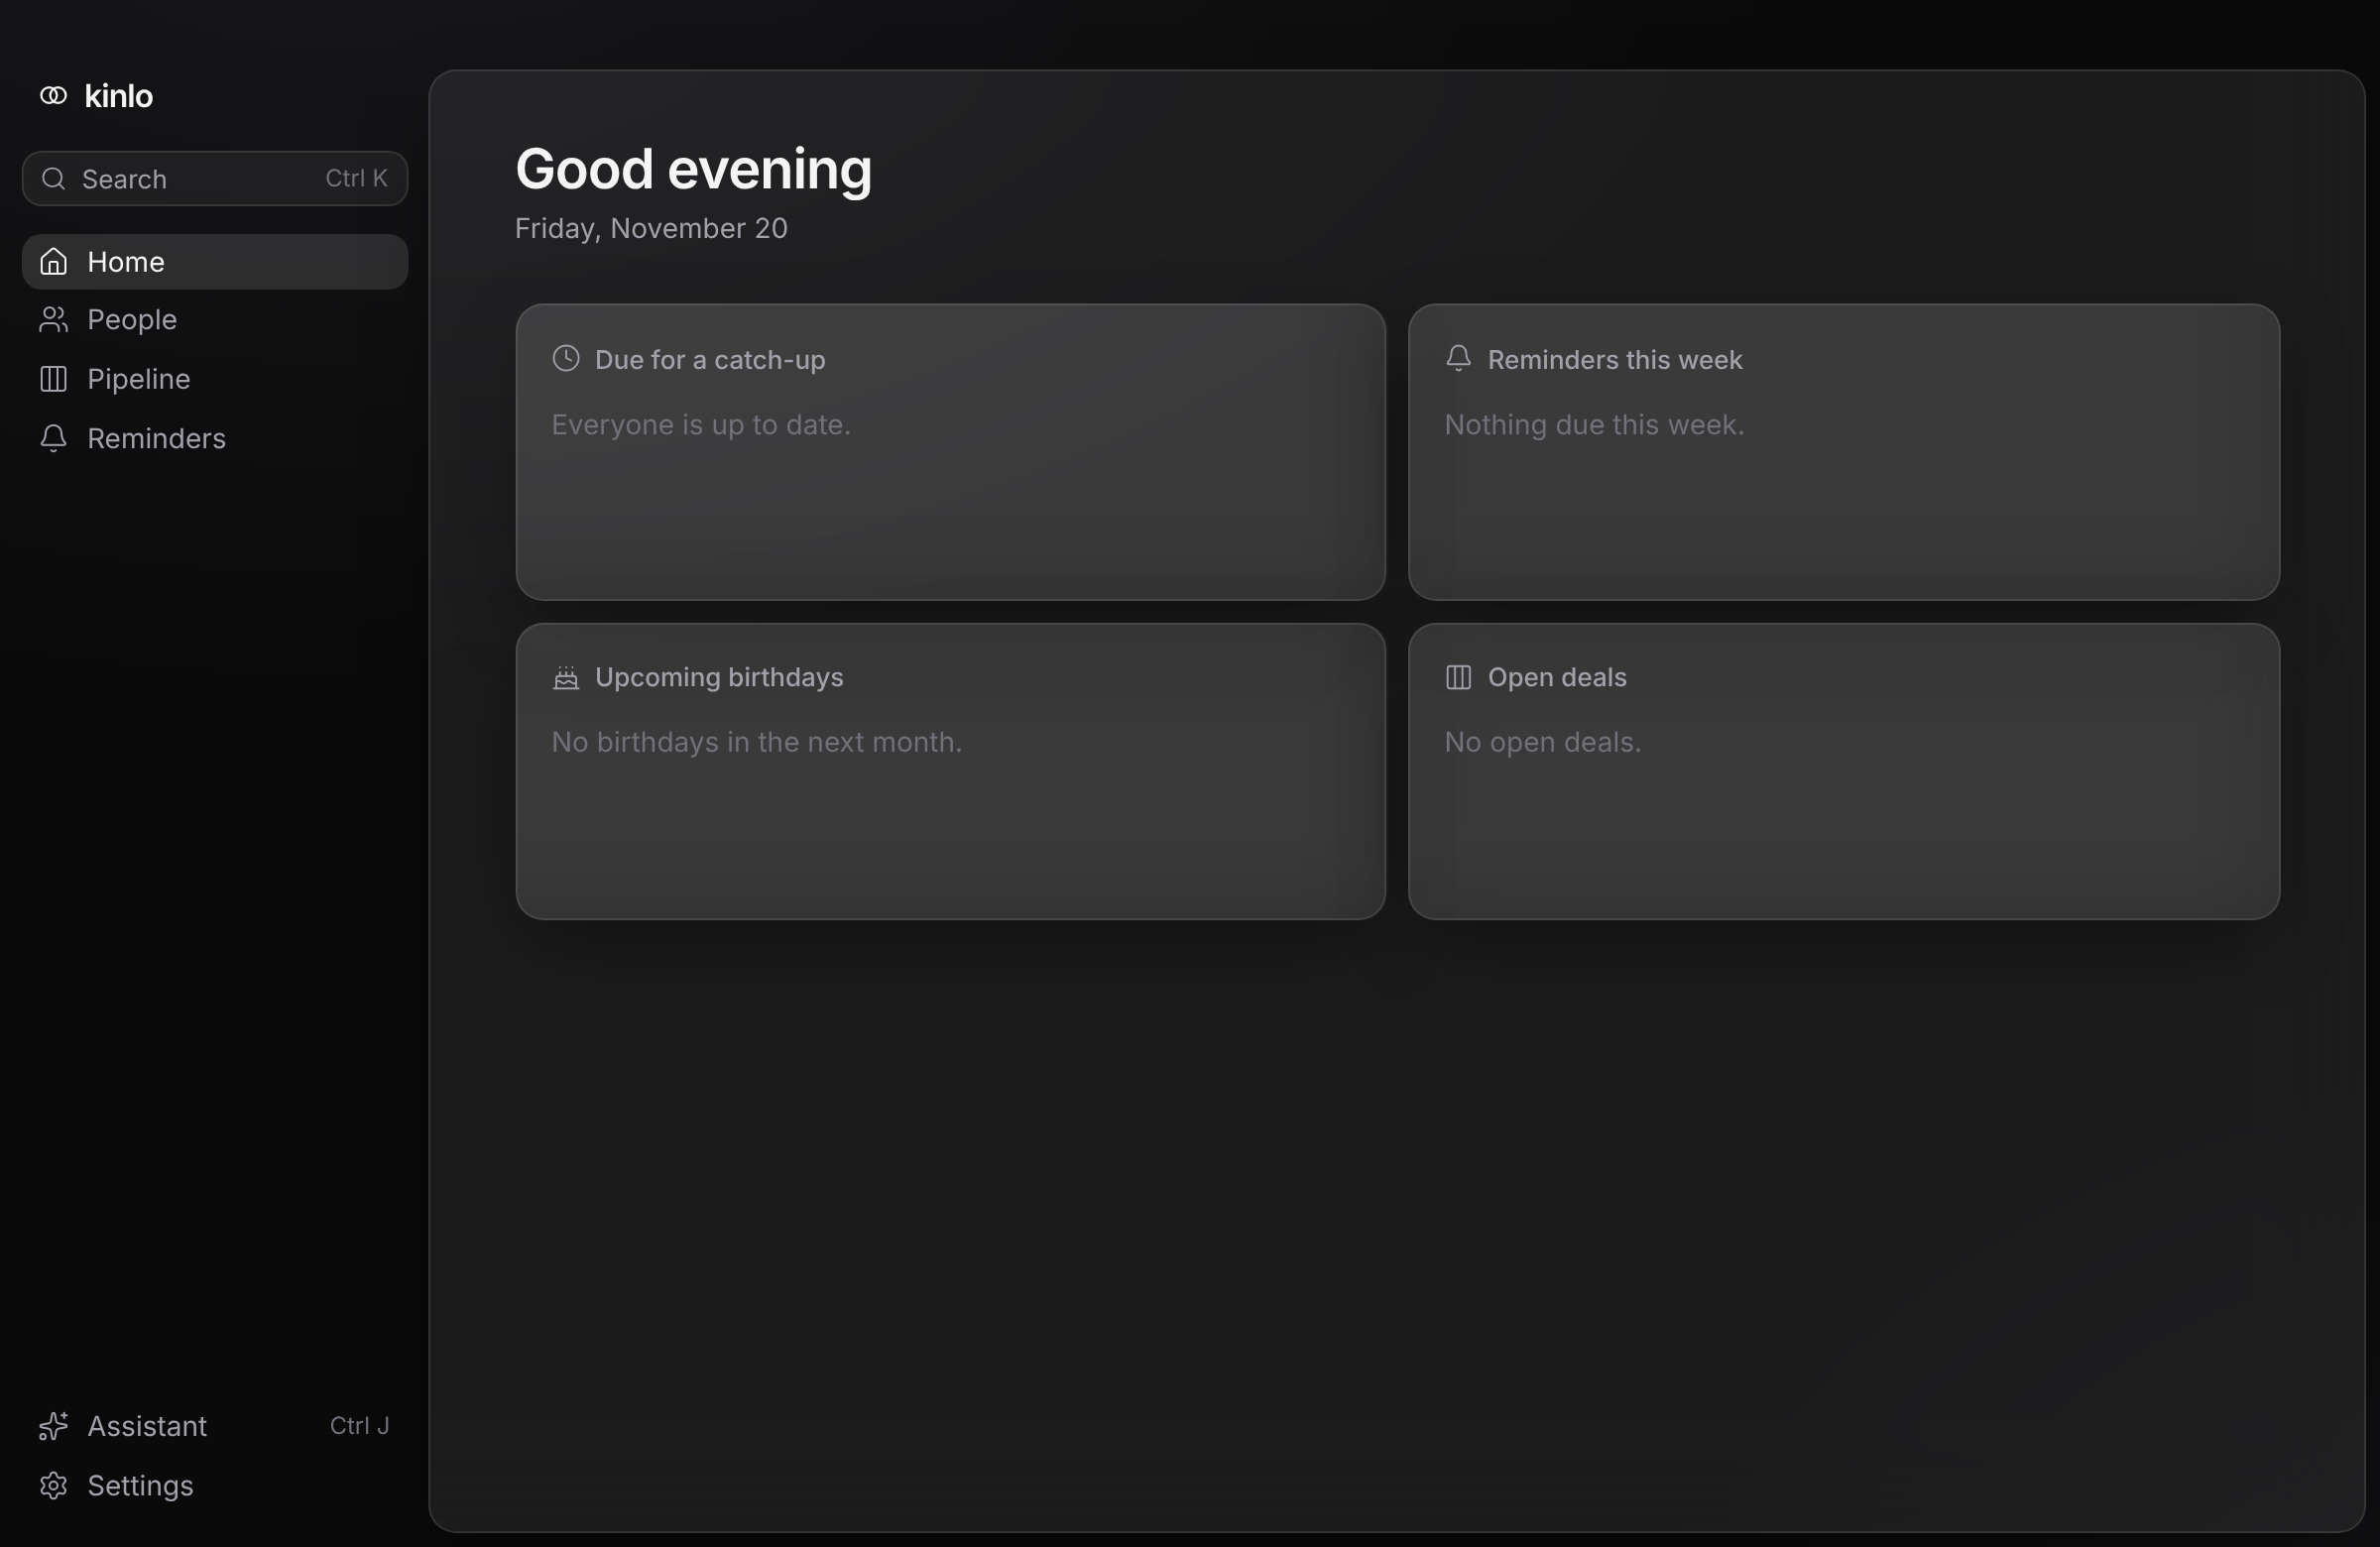 kinlo
Search Ctrl K
Home
People
Pipeline
Reminders
Assistant Ctrl J
Settings
Good evening
Friday, November 20
Due for a catch-up
Everyone is up to date.
Reminders this week
Nothing due this week.
Upcoming birthdays
No birthdays in the next month.
Open deals
No open deals.